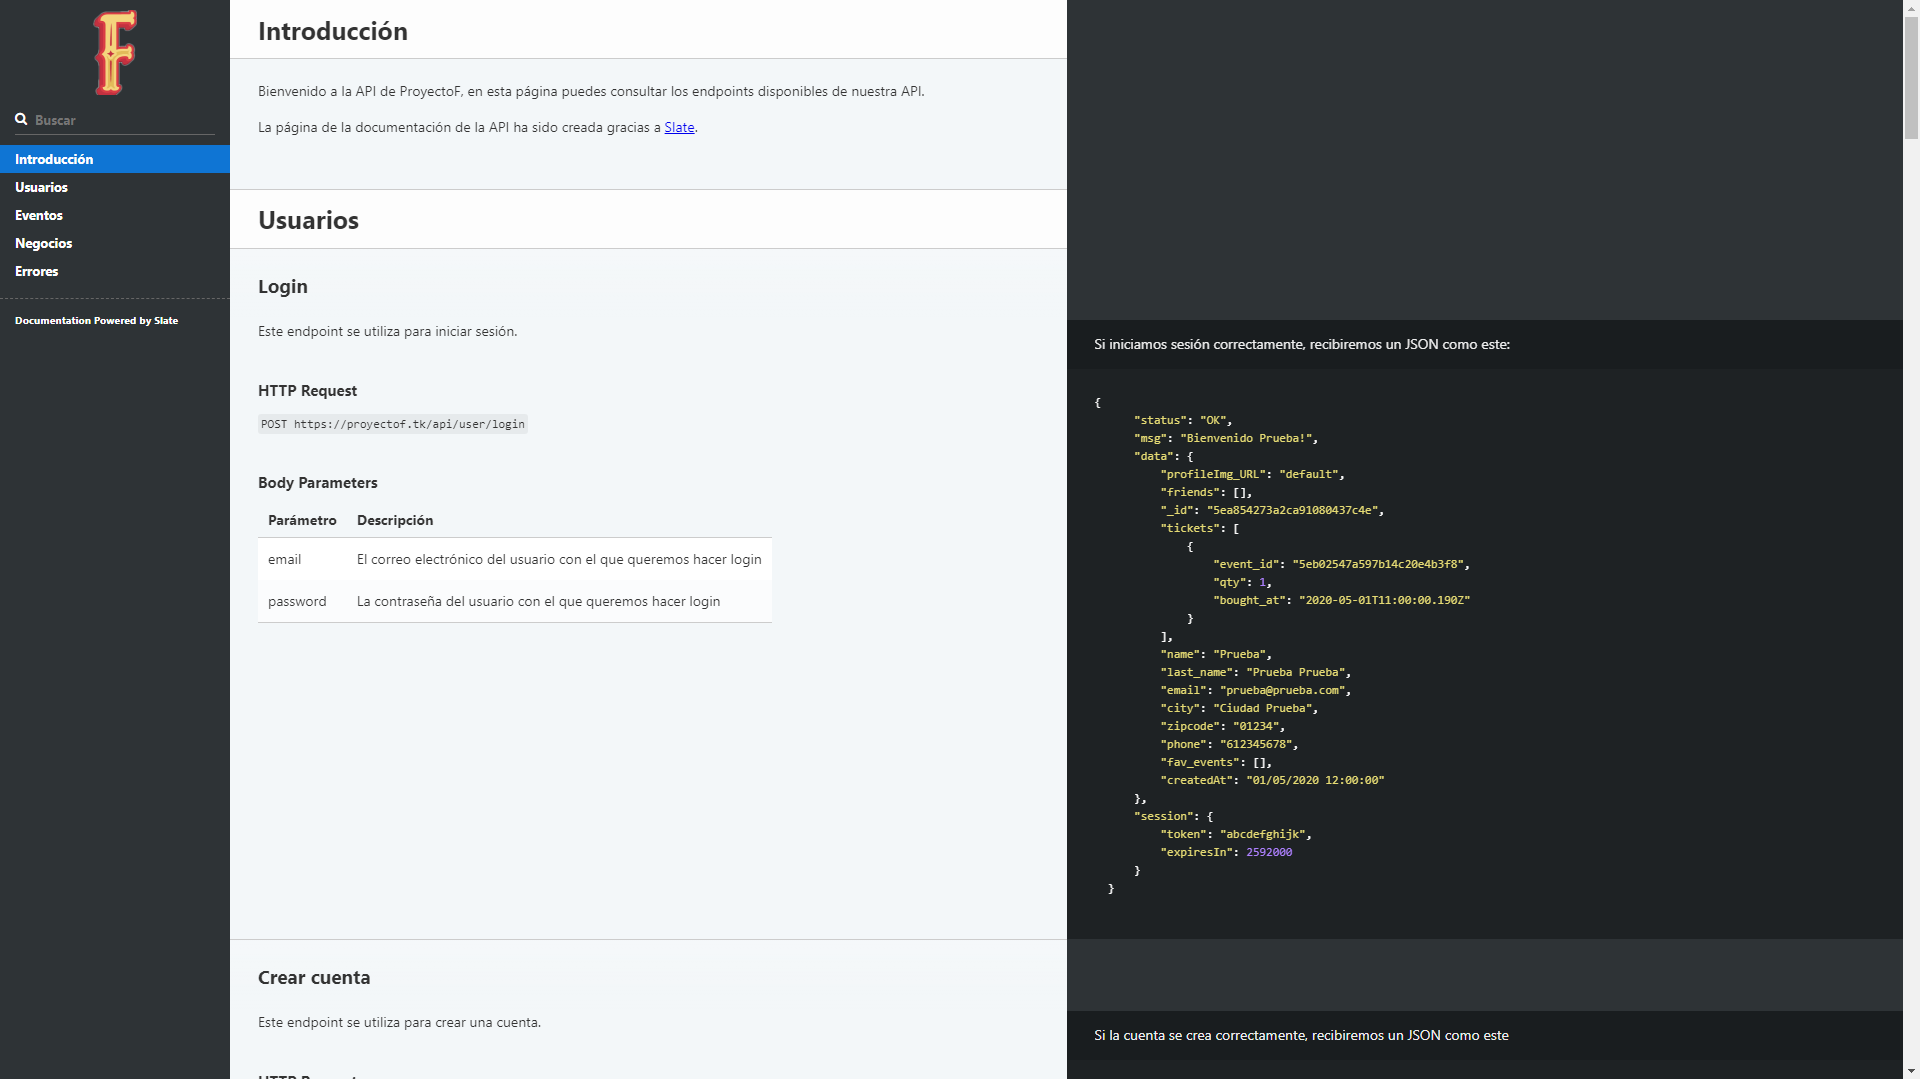 F
Buscar
Introducción
Usuarios
Eventos
Negocios
Errores
Documentation Powered by Slate
Introducción
Bienvenido a la API de ProyectoF, en esta página puedes consultar los endpoints disponibles de nuestra API.
La página de la documentación de la API ha sido creada gracias a Slate.
Usuarios
Login
Este endpoint se utiliza para iniciar sesión.
HTTP Request
POST https://proyectof.tk/api/user/login
Body Parameters
Parámetro Descripción
email El correo electrónico del usuario con el que queremos hacer login
password La contraseña del usuario con el que queremos hacer login
Crear cuenta
Este endpoint se utiliza para crear una cuenta.
HTTP Request
Si iniciamos sesión correctamente, recibiremos un JSON como este:
{
"status": "OK",
"msg": "Bienvenido Prueba!",
"data": {
"profileImg_URL": "default",
"friends": [],
"_id": "5ea854273a2ca91080437c4e",
"tickets": [
{
"event_id": "5eb02547a597b14c20e4b3f8",
"qty": 1,
"bought_at": "2020-05-01T11:00:00.190Z"
}
],
"name": "Prueba",
"last_name": "Prueba Prueba",
"email": "prueba@prueba.com",
"city": "Ciudad Prueba",
"zipcode": "01234",
"phone": "612345678",
"fav_events": [],
"createdAt": "01/05/2020 12:00:00"
},
"session": {
"token": "abcdefghijk",
"expiresIn": 2592000
}
}
Si la cuenta se crea correctamente, recibiremos un JSON como este